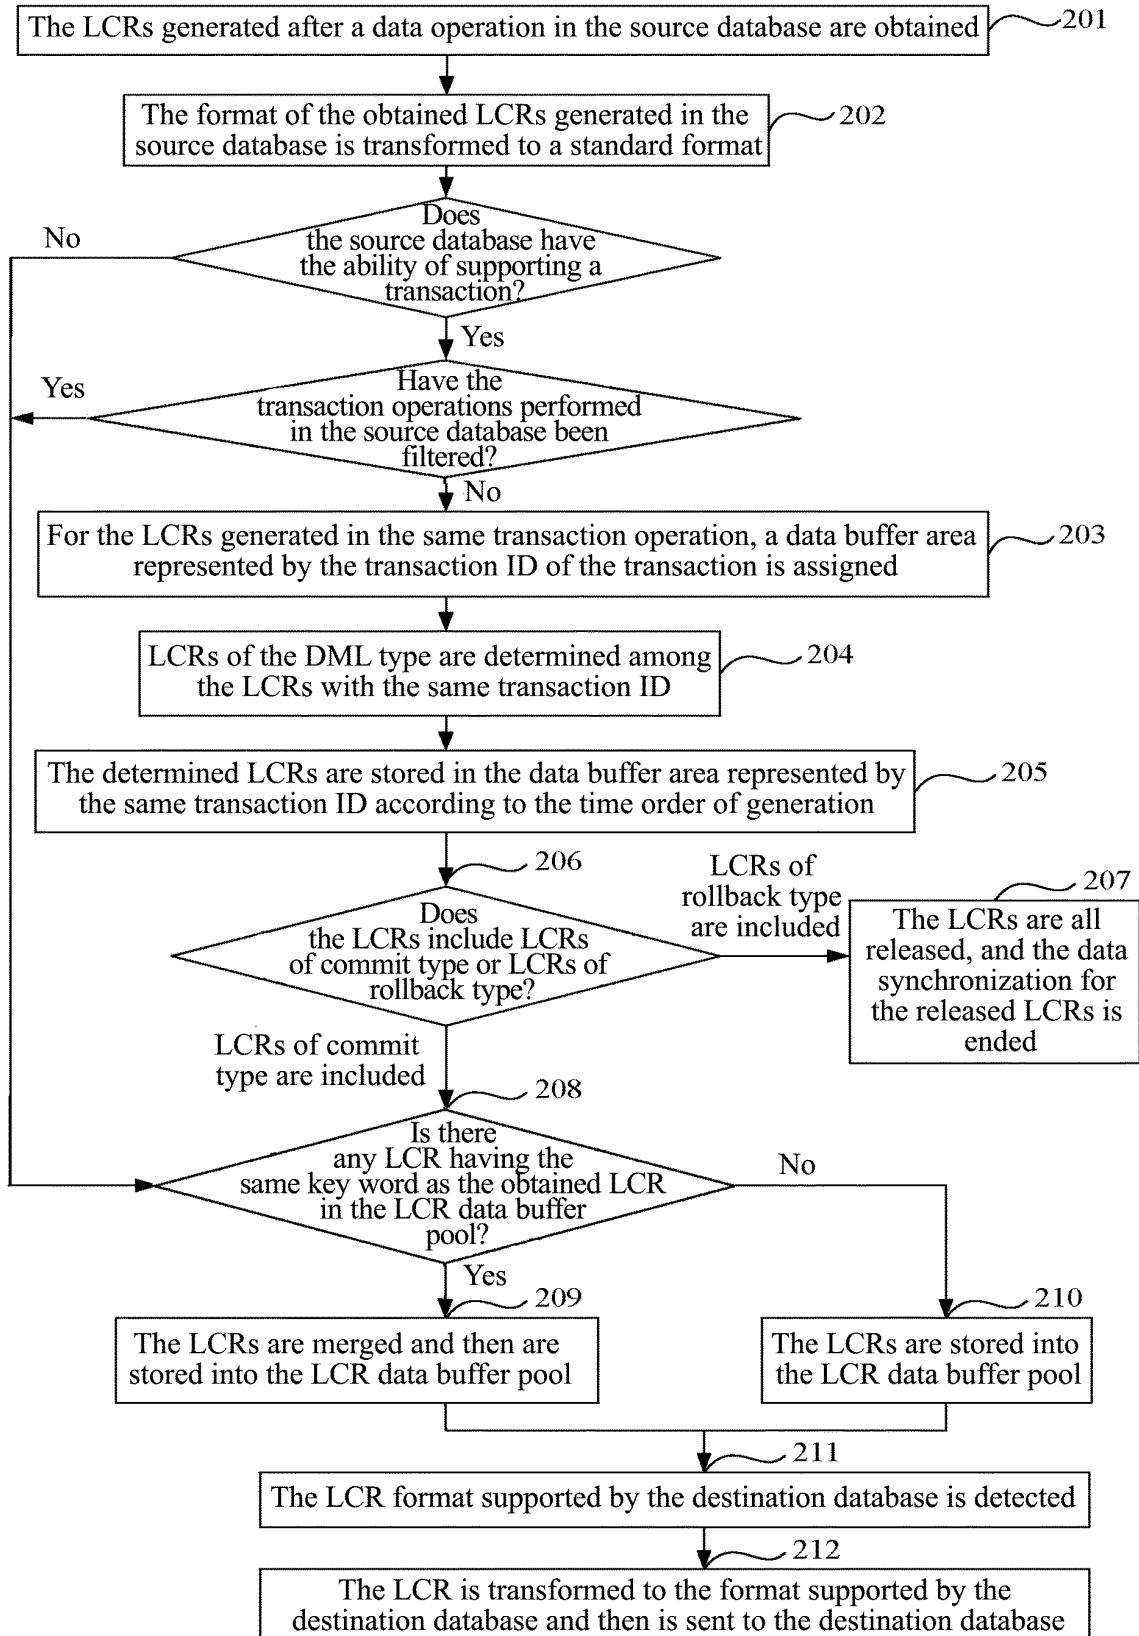 The LCRs generated after a data operation in the source database are obtained
201
The format of the obtained LCRs generated in the
source database is transformed to a standard format
202
Does
the source database have
the ability of supporting a
transaction?
No
Yes
Have the
transaction operations performed
in the source database been
filtered?
Yes
No
For the LCRs generated in the same transaction operation, a data buffer area
represented by the transaction ID of the transaction is assigned
203
LCRs of the DML type are determined among
the LCRs with the same transaction ID
204
The determined LCRs are stored in the data buffer area represented by
the same transaction ID according to the time order of generation
205
206
Does
the LCRs include LCRs
of commit type or LCRs of
rollback type?
LCRs of
rollback type
are included
207
The LCRs are all
released, and the data
synchronization for
the released LCRs is
ended
LCRs of commit
type are included
208
Is there
any LCR having the
same key word as the obtained LCR
in the LCR data buffer
pool?
No
Yes
209
The LCRs are merged and then are
stored into the LCR data buffer pool
210
The LCRs are stored into
the LCR data buffer pool
211
The LCR format supported by the destination database is detected
212
The LCR is transformed to the format supported by the
destination database and then is sent to the destination database